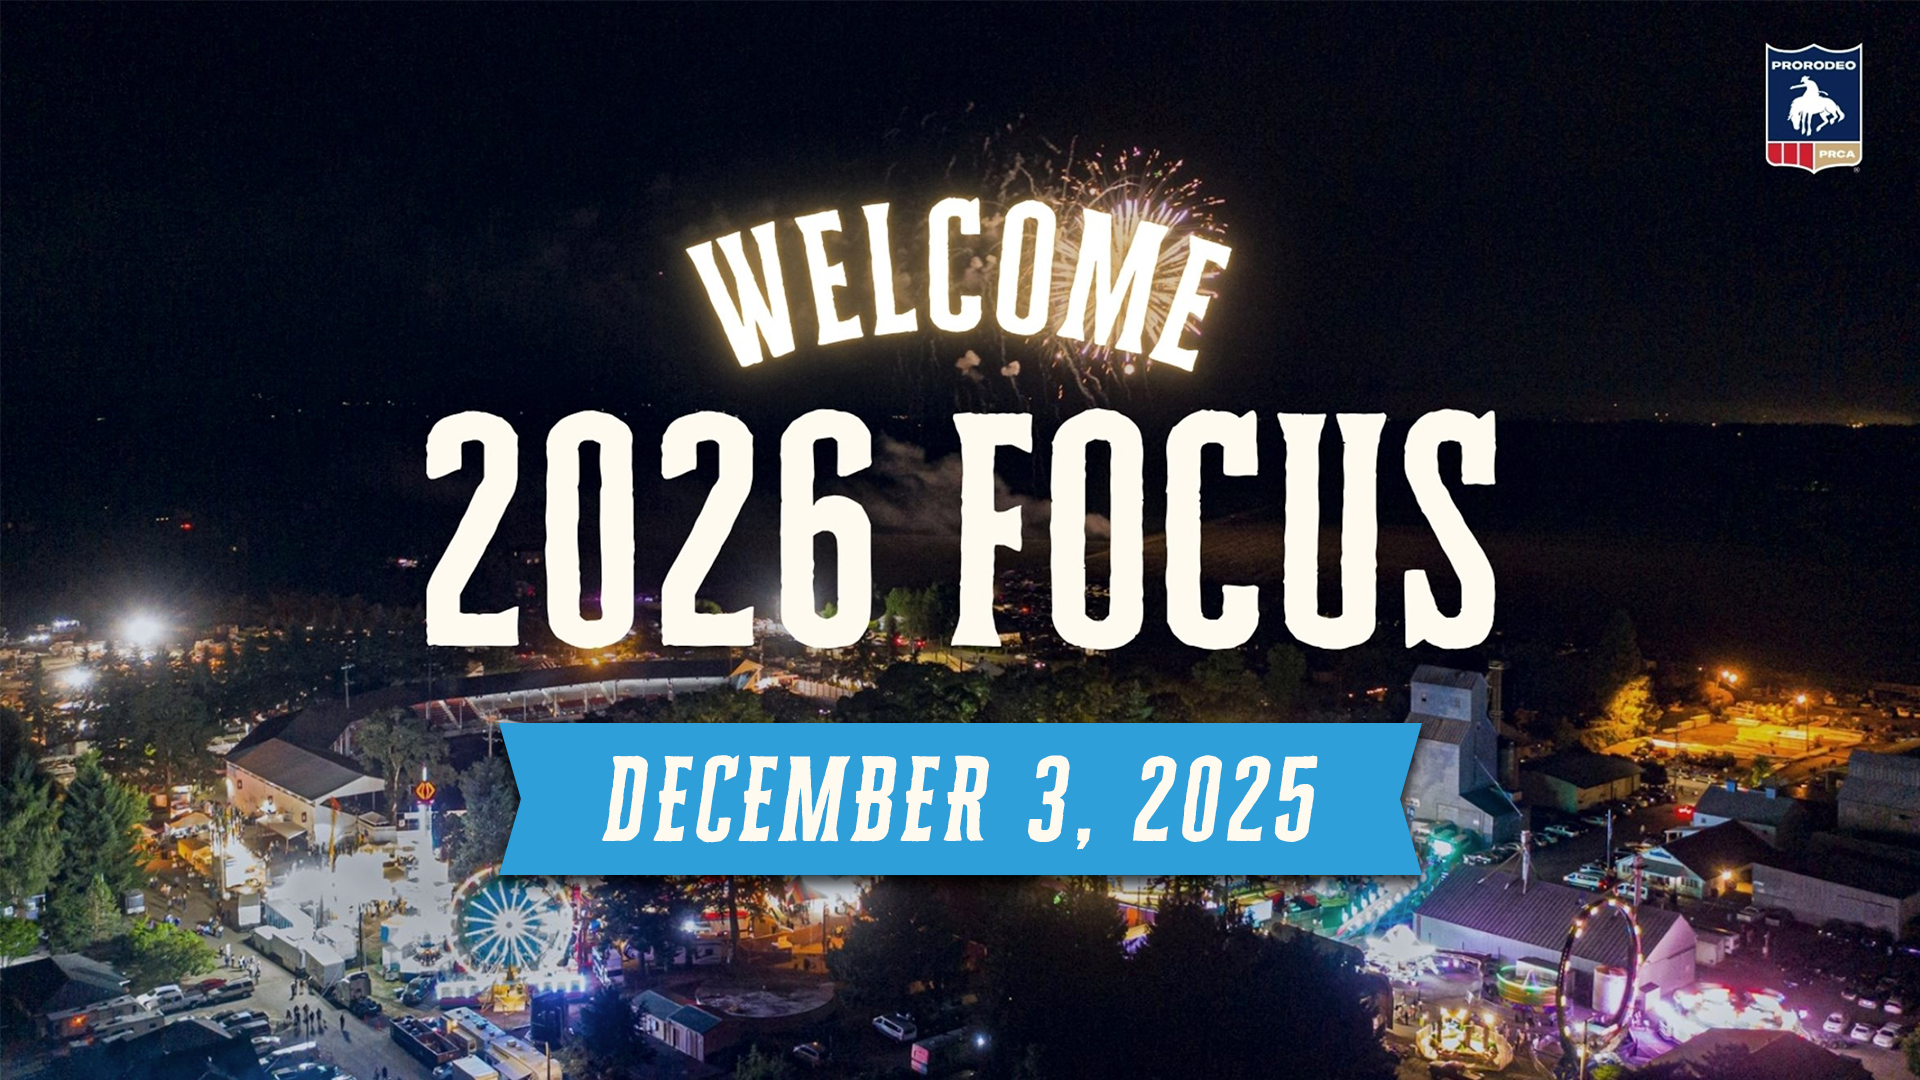 PRORODEO
PRCA
WELCOME
2026 FOCUS
DECEMBER 3, 2025